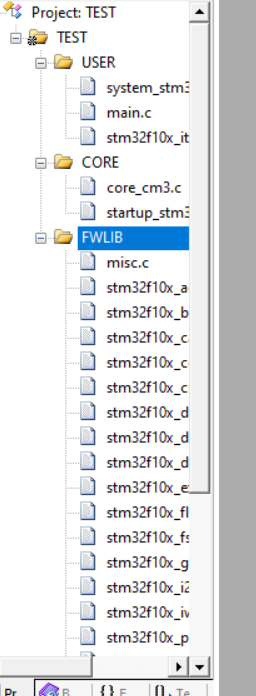 Project: TEST
TEST
USER
system_stm3
main.c
stm32f10x_it
CORE
core_cm3.c
startup_stm3
FWLIB
misc.c
stm32f10x_a
stm32f10x_b
stm32f10x_c
stm32f10x_c
stm32f10x_c
stm32f10x_d
stm32f10x_d
stm32f10x_d
stm32f10x_e
stm32f10x_fl
stm32f10x_fs
stm32f10x_g
stm32f10x_i2
stm32f10x_iv
stm32f10x_p
Pr B {} F Te